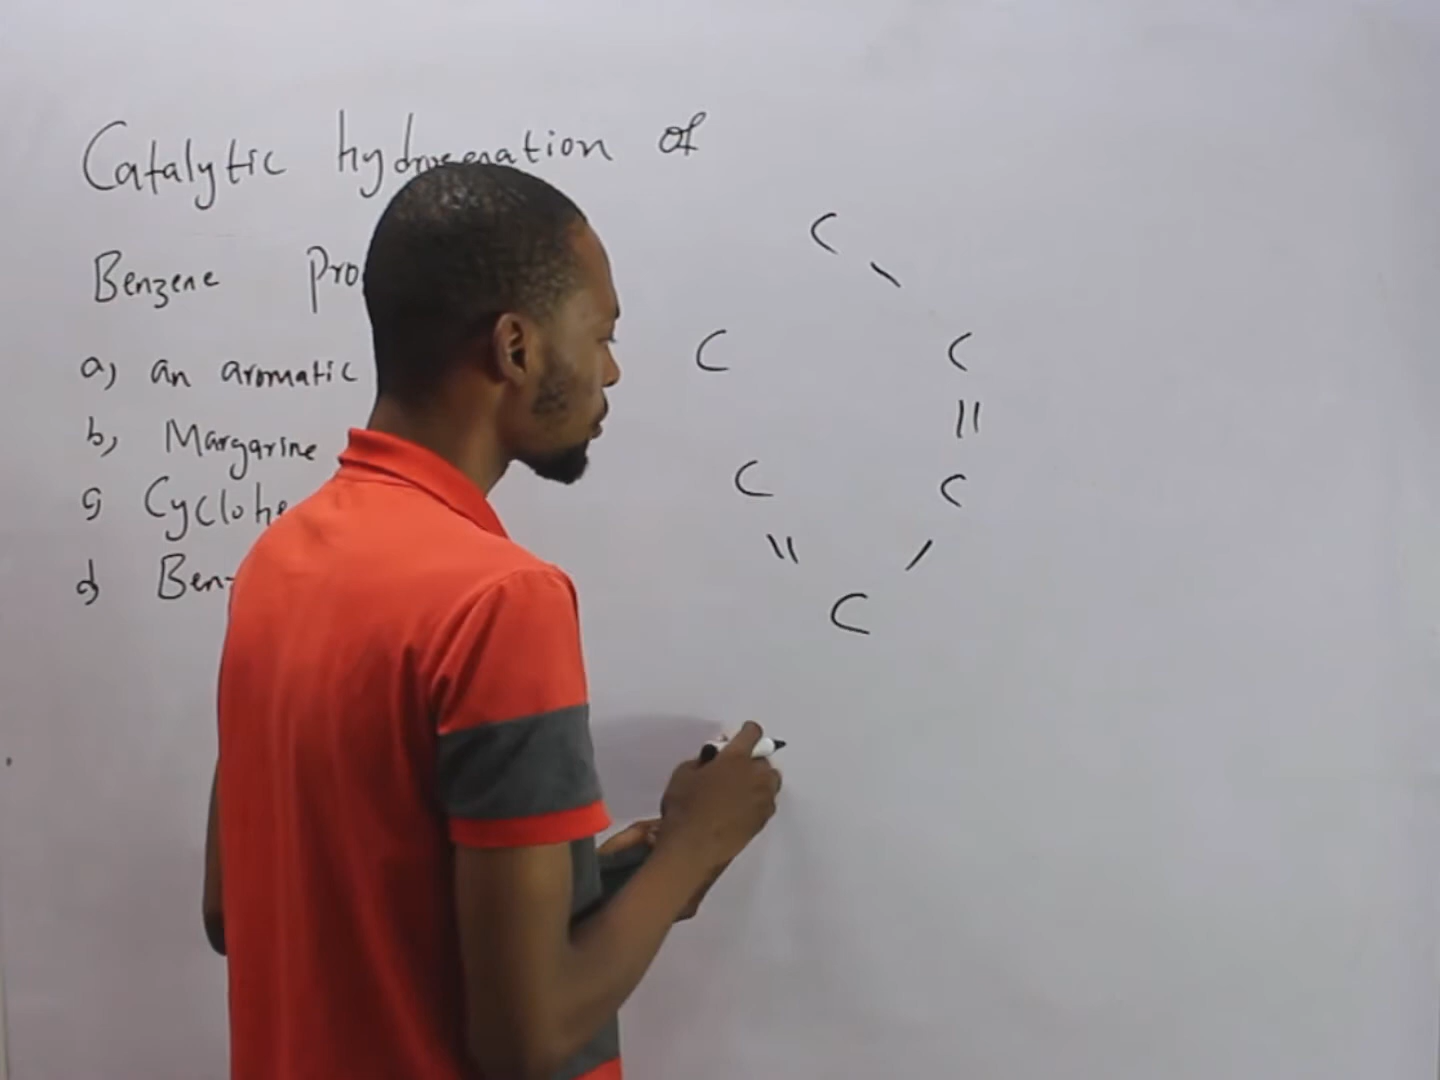 Catalytic hydrogenation of
Benzene Pro
a) an aromatic
b) Margarine
c) Cyclohe
d) Ben
C
C C
C C
C